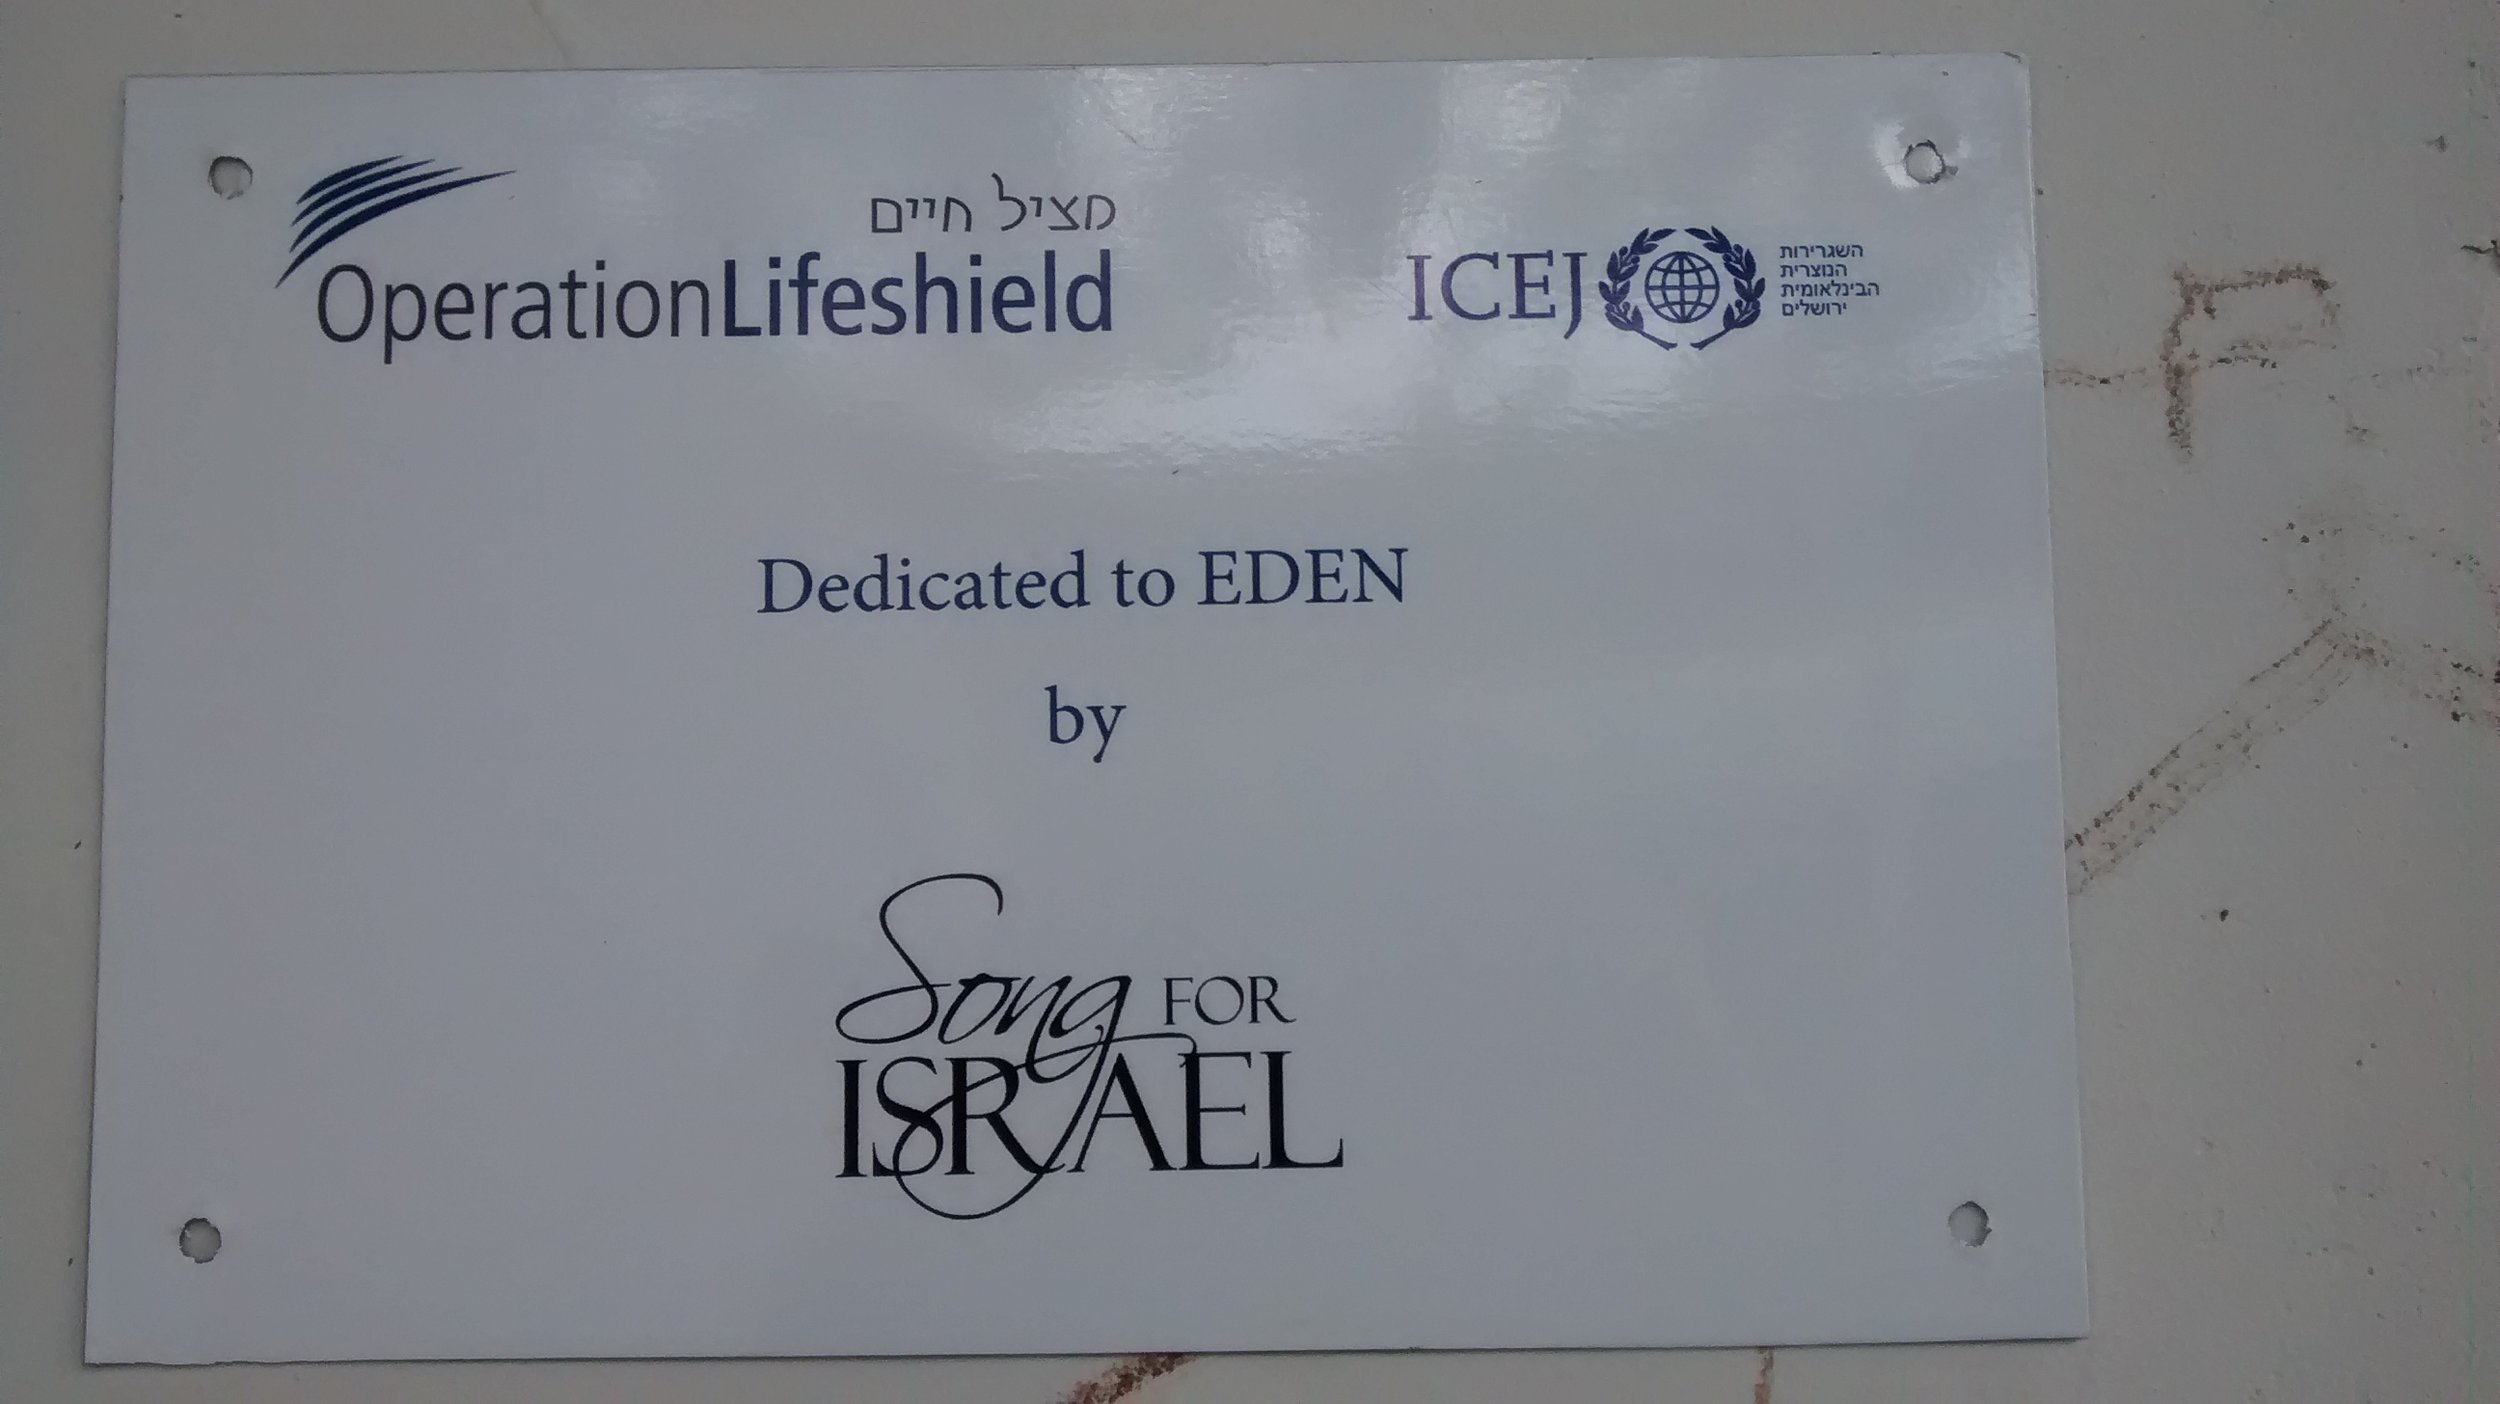 מציל חיים
OperationLifeshield
ICEJ
השגרירות
הנוצרית
הבינלאומית
ירושלים
Dedicated to EDEN
by
Song FOR
ISRAEL